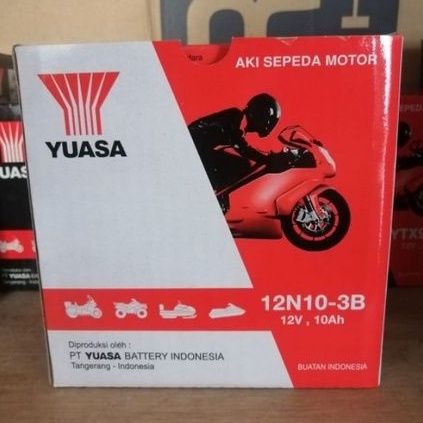 AKI SEPEDA MOTOR
YUASA
12N10-3B
12V , 10Ah
Diproduksi oleh :
PT YUASA BATTERY INDONESIA
Tangerang - Indonesia
BUATAN INDONESIA